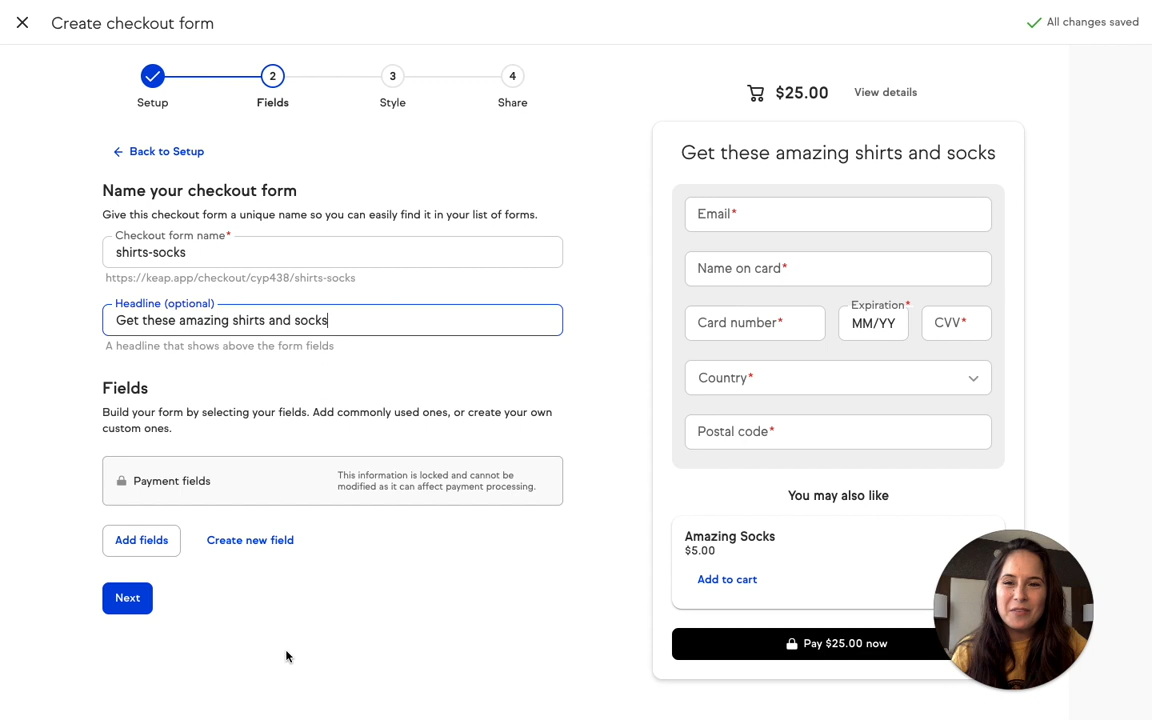 Create checkout form
All changes saved
2
3
4
Setup
Fields
Style
Share
$25.00
View details
Back to Setup
Name your checkout form
Give this checkout form a unique name so you can easily find it in your list of forms.
Checkout form name*
shirts-socks
https://keap.app/checkout/cyp438/shirts-socks
Headline (optional)
Get these amazing shirts and socks
A headline that shows above the form fields
Fields
Build your form by selecting your fields. Add commonly used ones, or create your own
custom ones.
Payment fields
This information is locked and cannot be
modified as it can affect payment processing.
Add fields
Create new field
Next
Get these amazing shirts and socks
Email*
Name on card*
Card number*
Expiration*
MM/YY
CVV*
Country*
Postal code*
You may also like
Amazing Socks
$5.00
Add to cart
Pay $25.00 now